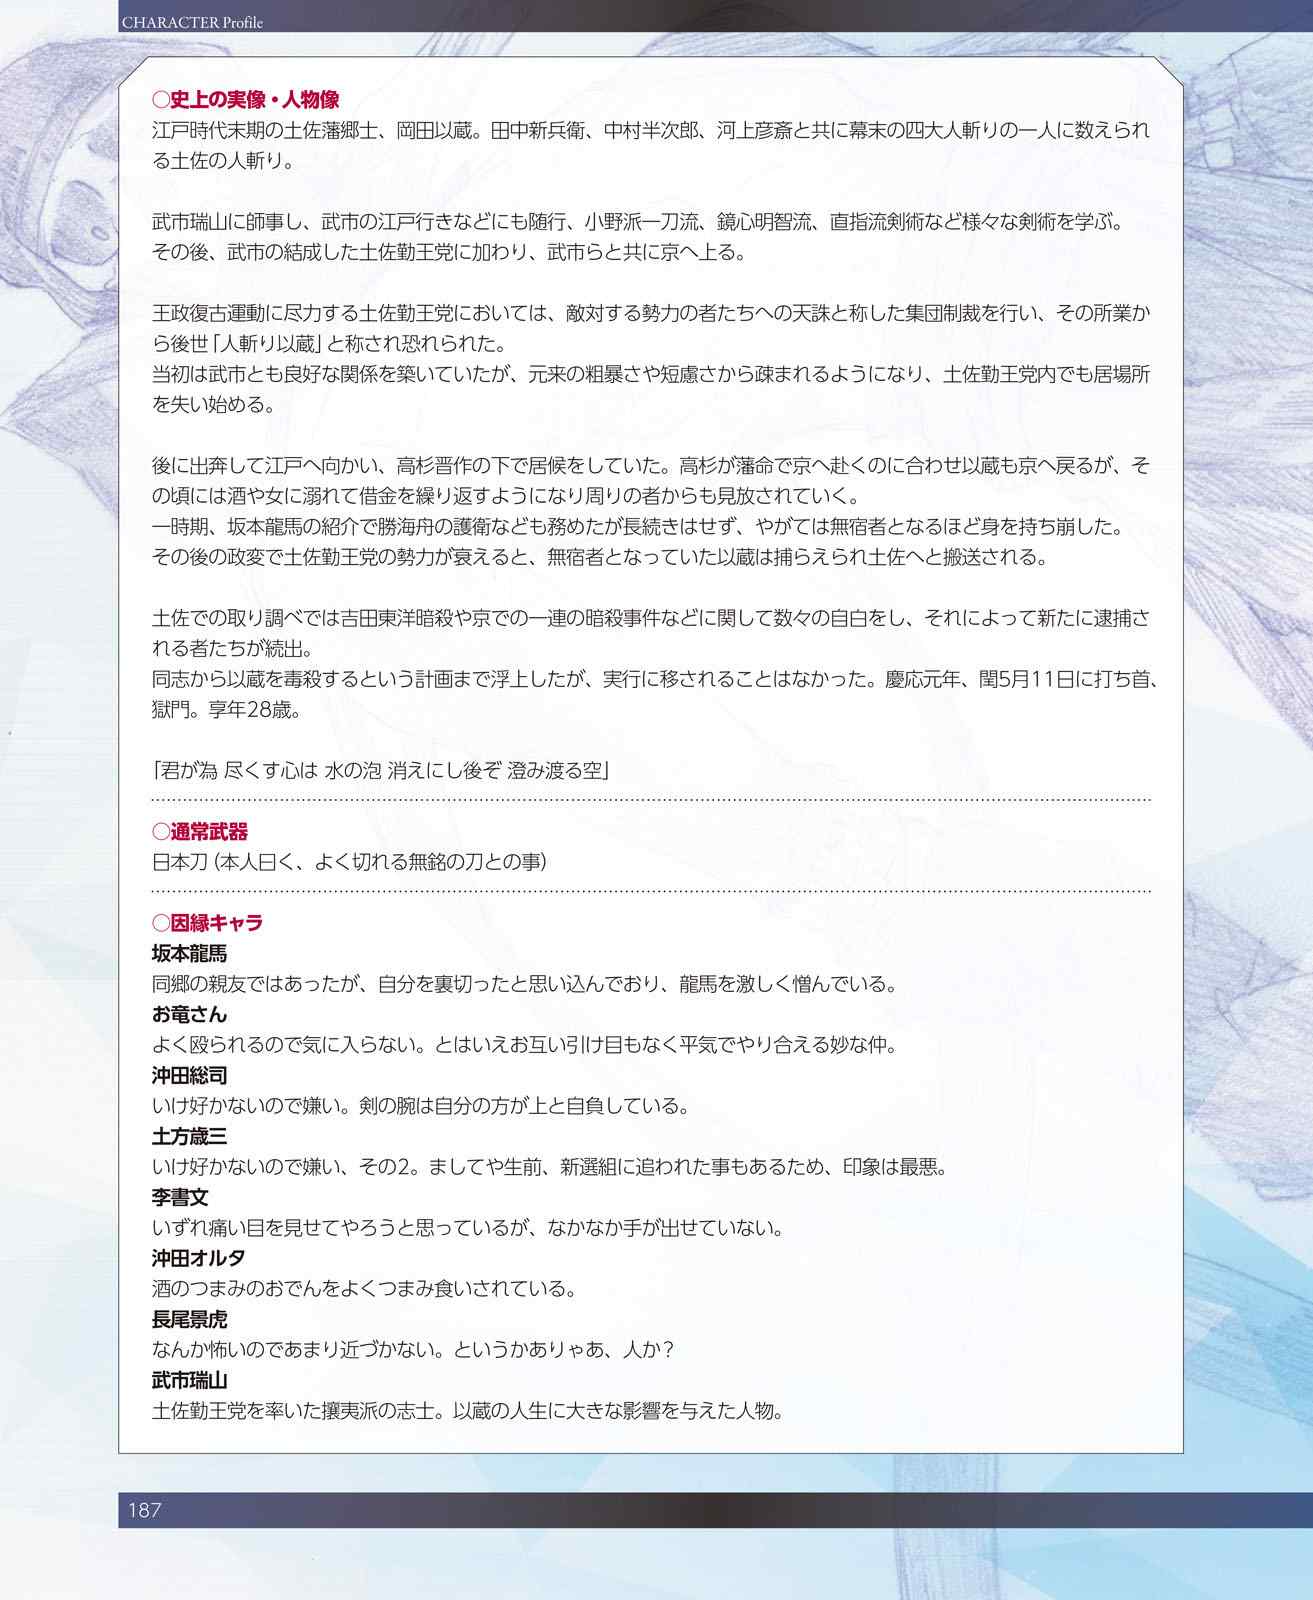 CHARACTER Profile
○史上の実像・人物像
江戸時代末期の土佐藩郷士、岡田以蔵。田中新兵衛、中村半次郎、河上彦斎と共に幕末の四大人斬りの一人に数えられ
る土佐の人斬り。
武市瑞山に師事し、武市の江戸行きなどにも随行、小野派一刀流、鏡心明智流、直指流剣術など様々な剣術を学ぶ。
その後、武市の結成した土佐勤王党に加わり、武市らと共に京へ上る。
王政復古運動に尽力する土佐勤王党においては、敵対する勢力の者たちへの天誅と称した集団制裁を行い、その所業か
ら後世「人斬り以蔵」と称され恐れられた。
当初は武市とも良好な関係を築いていたが、元来の粗暴さや短慮さから疎まれるようになり、土佐勤王党内でも居場所
を失い始める。
後に出奔して江戸へ向かい、高杉晋作の下で居候をしていた。高杉が藩命で京へ赴くのに合わせ以蔵も京へ戻るが、そ
の頃には酒や女に溺れて借金を繰り返すようになり周りの者からも見放されていく。
一時期、坂本龍馬の紹介で勝海舟の護衛なども務めたが長続きはせず、やがては無宿者となるほど身を持ち崩した。
その後の政変で土佐勤王党の勢力が衰えると、無宿者となっていた以蔵は捕らえられ土佐へと搬送される。
土佐での取り調べでは吉田東洋暗殺や京での一連の暗殺事件などに関して数々の自白をし、それによって新たに逮捕さ
れる者たちが続出。
同志から以蔵を毒殺するという計画まで浮上したが、実行に移されることはなかった。慶応元年、閏5月11日に打ち首、
獄門。享年28歳。
「君が為 尽くす心は 水の泡 消えにし後ぞ 澄み渡る空」
○通常武器
日本刀（本人曰く、よく切れる無銘の刀との事）
○因縁キャラ
坂本龍馬
同郷の親友ではあったが、自分を裏切ったと思い込んでおり、龍馬を激しく憎んでいる。
お竜さん
よく殴られるので気に入らない。とはいえお互い引け目もなく平気でやり合える妙な仲。
沖田総司
いけ好かないので嫌い。剣の腕は自分の方が上と自負している。
土方歳三
いけ好かないので嫌い、その2。ましてや生前、新選組に追われた事もあるため、印象は最悪。
李書文
いずれ痛い目を見せてやろうと思っているが、なかなか手が出せていない。
沖田オルタ
酒のつまみのおでんをよくつまみ食いされている。
長尾景虎
なんか怖いのであまり近づかない。というかありゃあ、人か？
武市瑞山
土佐勤王党を率いた攘夷派の志士。以蔵の人生に大きな影響を与えた人物。
187